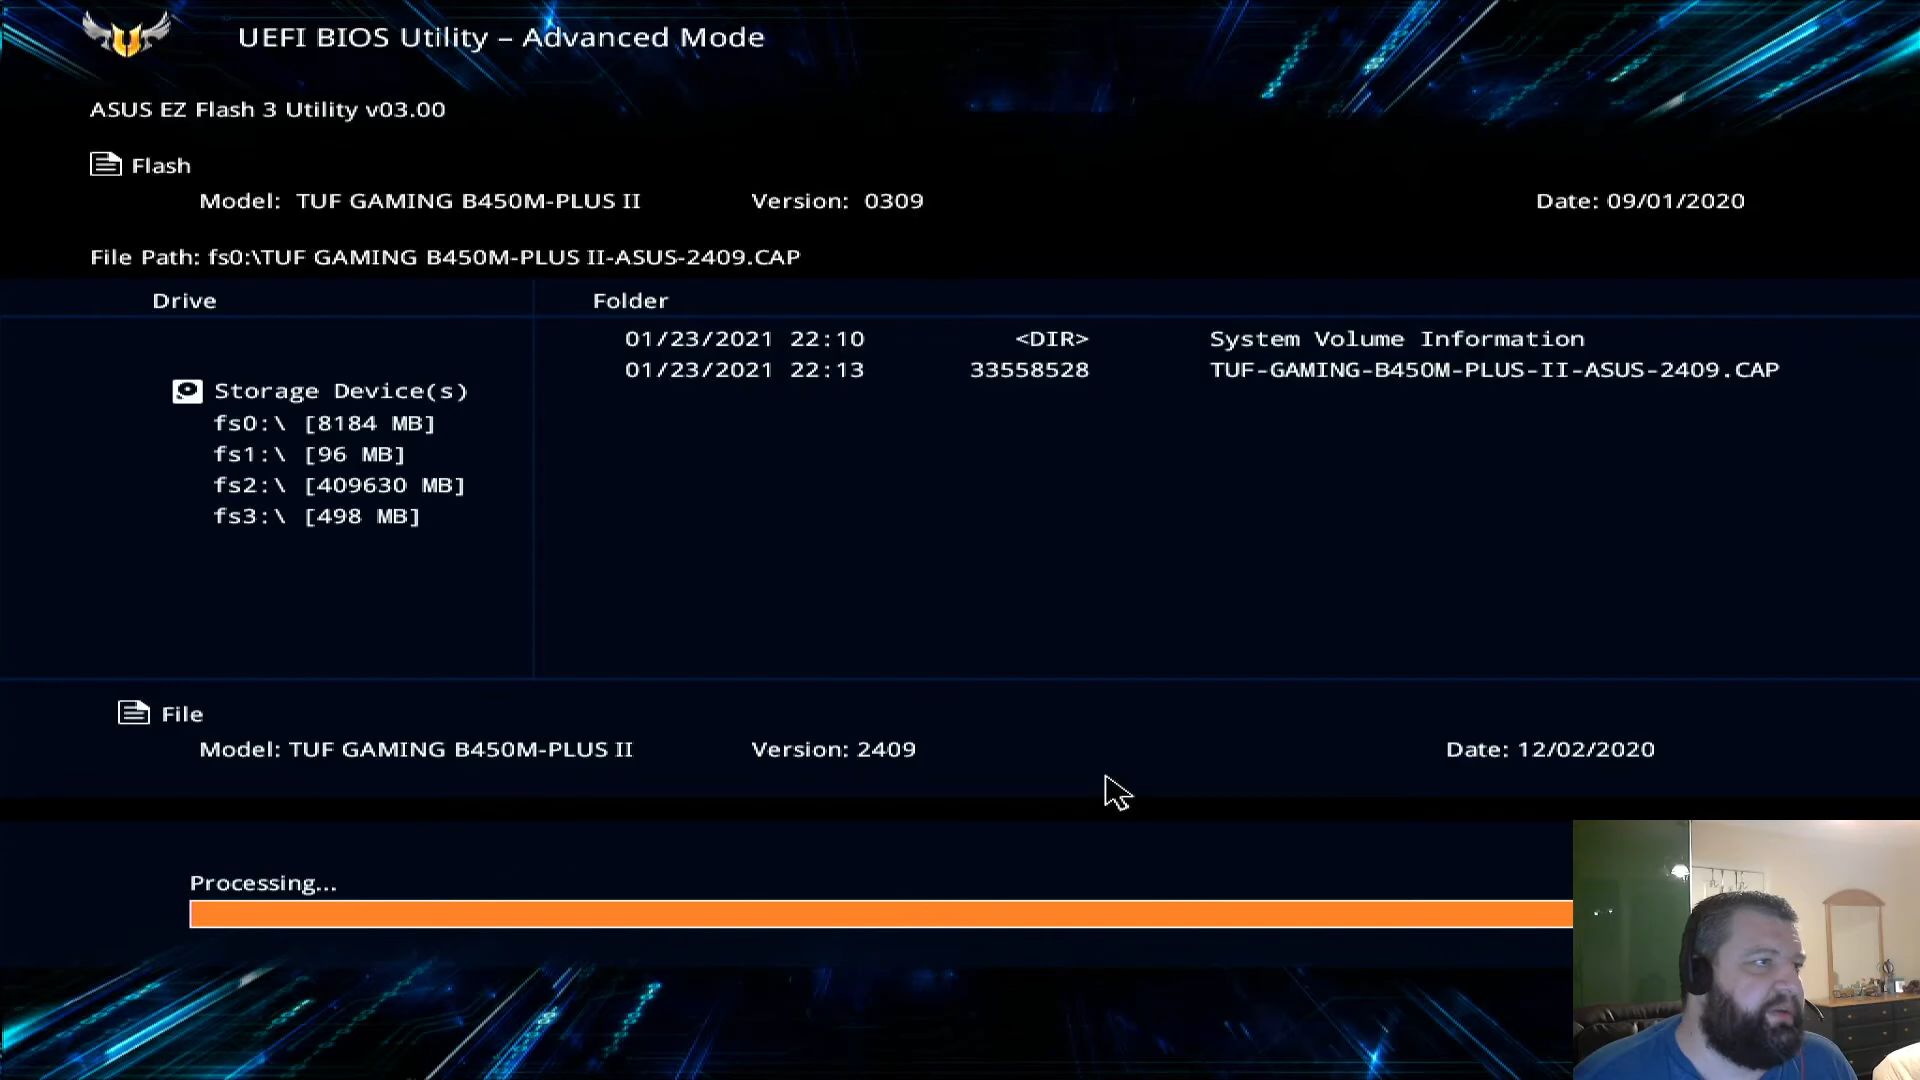 UEFI BIOS Utility – Advanced Mode
ASUS EZ Flash 3 Utility v03.00
Flash
Model: TUF GAMING B450M-PLUS II Version: 0309 Date: 09/01/2020
File Path: fs0:\TUF GAMING B450M-PLUS II-ASUS-2409.CAP
Drive Folder
01/23/2021 22:10 <DIR> System Volume Information
01/23/2021 22:13 33558528 TUF-GAMING-B450M-PLUS-II-ASUS-2409.CAP
Storage Device(s)
fs0:\ [8184 MB]
fs1:\ [96 MB]
fs2:\ [409630 MB]
fs3:\ [498 MB]
File
Model: TUF GAMING B450M-PLUS II Version: 2409 Date: 12/02/2020
Processing...